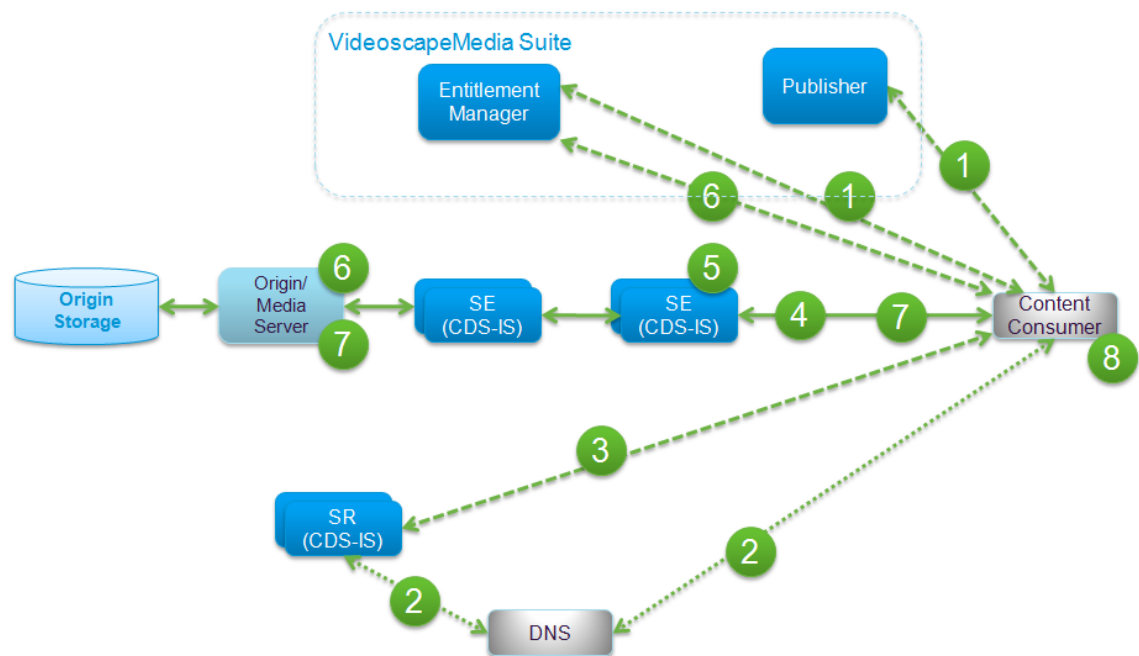 VideoscapeMedia Suite
Entitlement
Manager
Publisher
1
6
1
Origin
Storage
Origin/
Media
Server
6
7
SE
(CDS-IS)
5
SE
(CDS-IS)
4
7
Content
Consumer
8
3
SR
(CDS-IS)
2
2
DNS